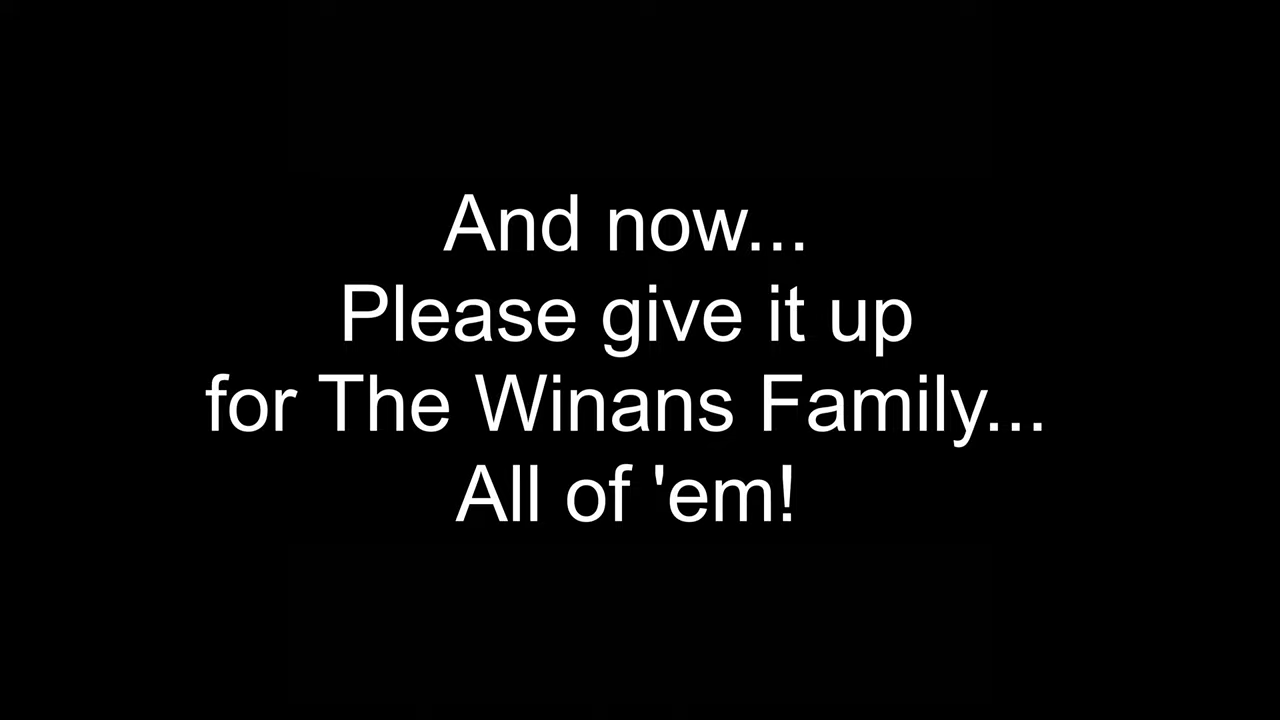 And now...
Please give it up
for The Winans Family...
All of 'em!